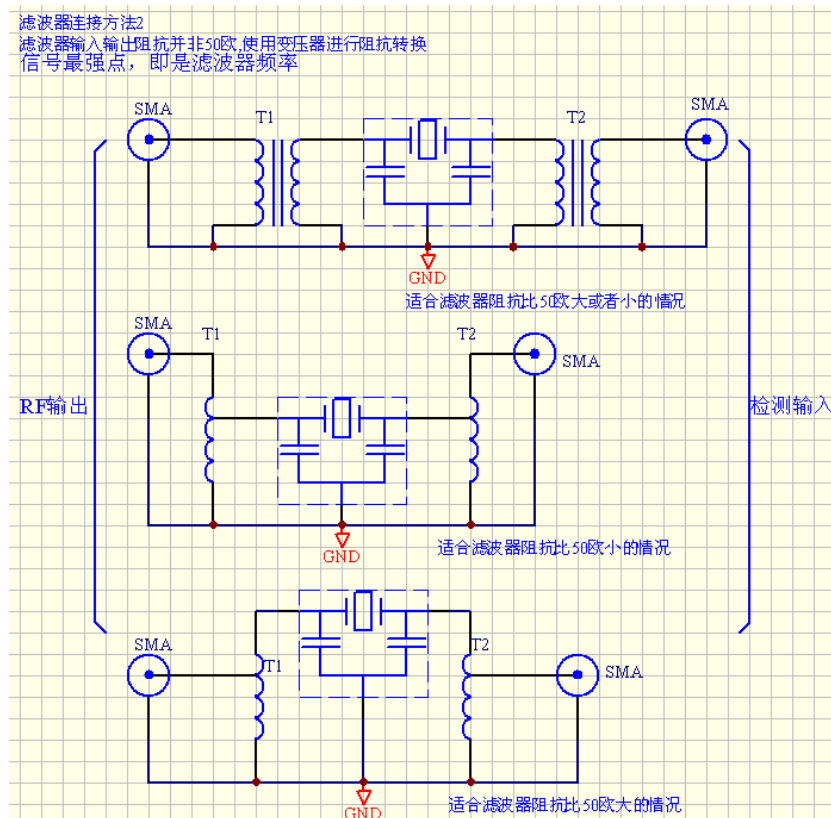 滤波器连接方法2
滤波器输入输出阻抗并非50欧,使用变压器进行阻抗转换
信号最强点，即是滤波器频率
SMA
T1
T2
SMA
GND
适合滤波器阻抗比50欧大或者小的情况
SMA
T1
T2
SMA
RF输出
检测输入
GND
适合滤波器阻抗比50欧小的情况
SMA
T1
T2
SMA
GND
适合滤波器阻抗比50欧大的情况